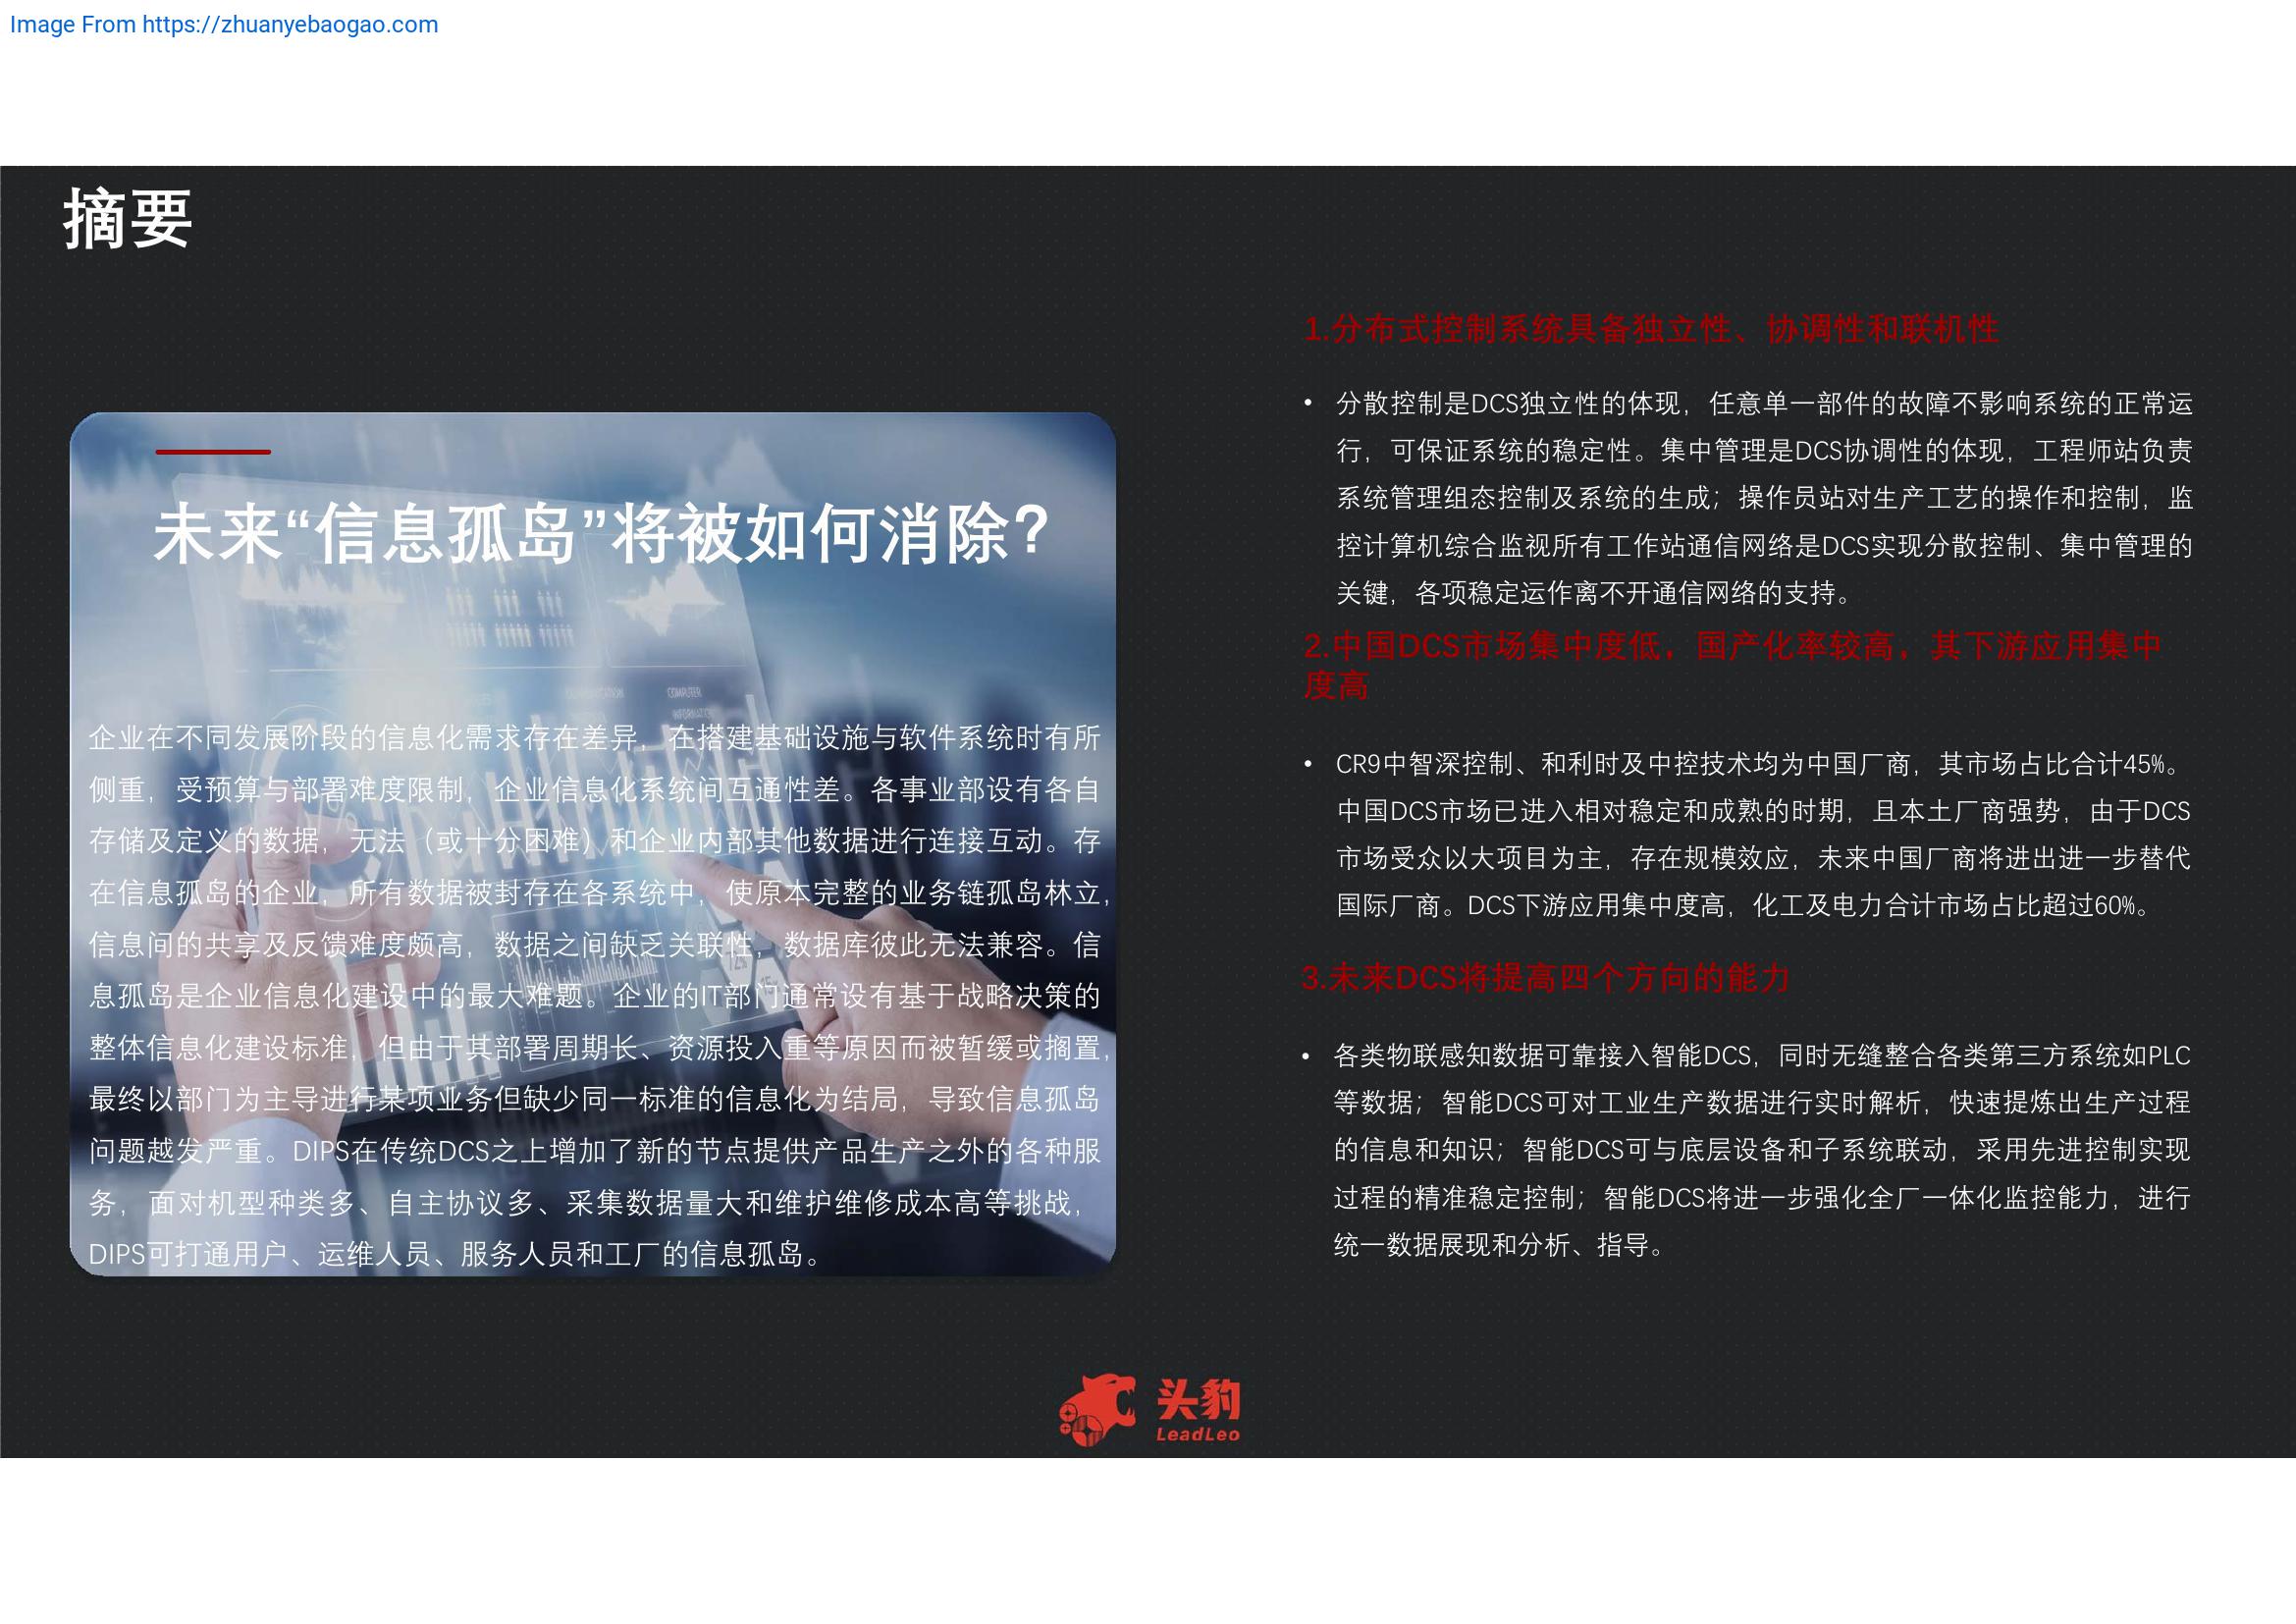 Image From https://zhuanyebaogao.com
摘要
未来“信息孤岛”将被如何消除?
企业在不同发展阶段的信息化需求存在差异，在搭建基础设施与软件系统时有所
侧重，受预算与部署难度限制，企业信息化系统间互通性差。各事业部设有各自
存储及定义的数据，无法（或十分困难）和企业内部其他数据进行连接互动。存
在信息孤岛的企业，所有数据被封存在各系统中，使原本完整的业务链孤岛林立，
信息间的共享及反馈难度颇高，数据之间缺乏关联性，数据库彼此无法兼容。信
息孤岛是企业信息化建设中的最大难题。企业的IT部门通常设有基于战略决策的
整体信息化建设标准，但由于其部署周期长、资源投入重等原因而被暂缓或搁置，
最终以部门为主导进行某项业务但缺少同一标准的信息化为结局，导致信息孤岛
问题越发严重。DIPS在传统DCS之上增加了新的节点提供产品生产之外的各种服
务，面对机型种类多、自主协议多、采集数据量大和维护维修成本高等挑战，
DIPS可打通用户、运维人员、服务人员和工厂的信息孤岛。
1.分布式控制系统具备独立性、协调性和联机性
• 分散控制是DCS独立性的体现，任意单一部件的故障不影响系统的正常运
行，可保证系统的稳定性。集中管理是DCS协调性的体现，工程师站负责
系统管理组态控制及系统的生成；操作员站对生产工艺的操作和控制，监
控计算机综合监视所有工作站通信网络是DCS实现分散控制、集中管理的
关键，各项稳定运作离不开通信网络的支持。
2.中国DCS市场集中度低，国产化率较高，其下游应用集中
度高
• CR9中智深控制、和利时及中控技术均为中国厂商，其市场占比合计45%。
中国DCS市场已进入相对稳定和成熟的时期，且本土厂商强势，由于DCS
市场受众以大项目为主，存在规模效应，未来中国厂商将进出进一步替代
国际厂商。DCS下游应用集中度高，化工及电力合计市场占比超过60%。
3.未来DCS将提高四个方向的能力
• 各类物联感知数据可靠接入智能DCS，同时无缝整合各类第三方系统如PLC
等数据；智能DCS可对工业生产数据进行实时解析，快速提炼出生产过程
的信息和知识；智能DCS可与底层设备和子系统联动，采用先进控制实现
过程的精准稳定控制；智能DCS将进一步强化全厂一体化监控能力，进行
统一数据展现和分析、指导。
头豹
LeadLeo